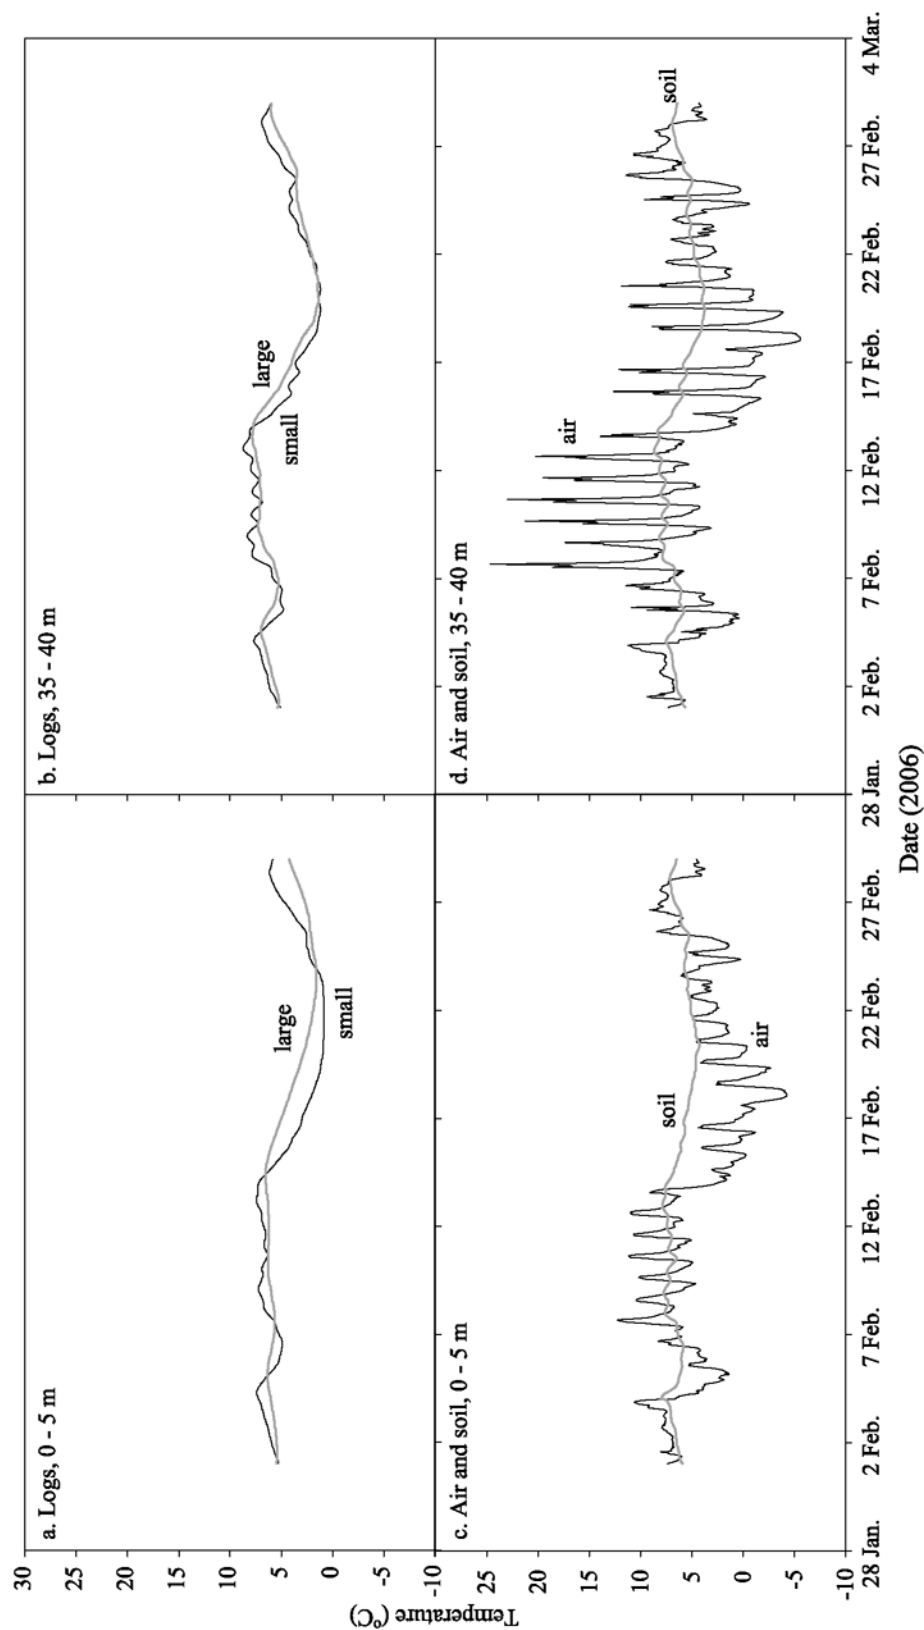 a. Logs, 0 - 5 m
large
small
b. Logs, 35 - 40 m
large
small
30
25
20
15
10
5
0
-5
-10
c. Air and soil, 0 - 5 m
soil
air
d. Air and soil, 35 - 40 m
air
soil
25
20
15
10
5
0
-5
-10
Temperature (°C)
28 Jan. 2 Feb. 7 Feb. 12 Feb. 17 Feb. 22 Feb. 27 Feb. 28 Jan. 2 Feb. 7 Feb. 12 Feb. 17 Feb. 22 Feb. 27 Feb. 4 Mar.
Date (2006)